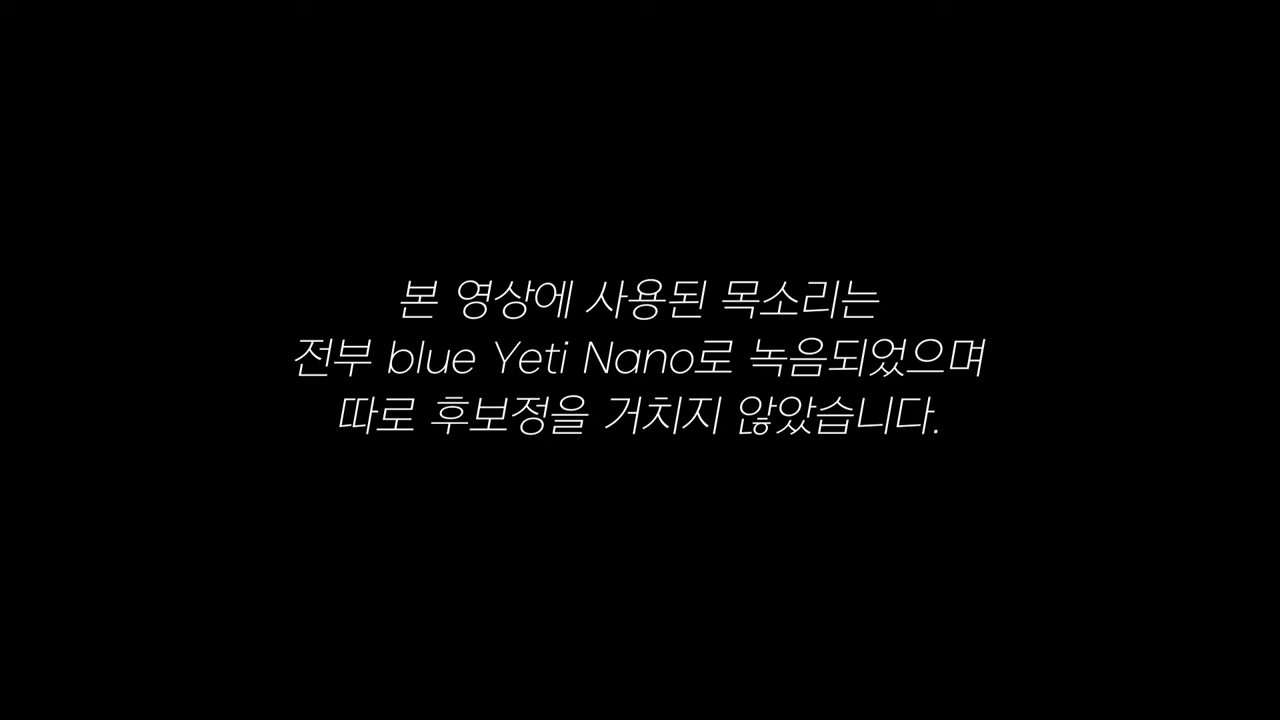 본 영상에 사용된 목소리는
전부 blue Yeti Nano로 녹음되었으며
따로 후보정을 거치지 않았습니다.